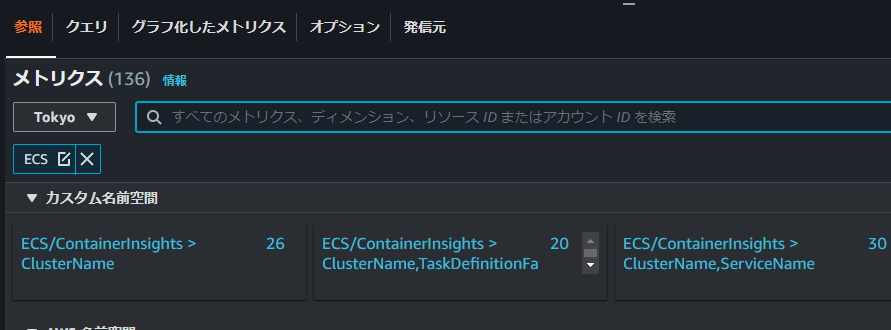 参照 クエリ グラフ化したメトリクス オプション 発信元
メトリクス (136) 情報
Tokyo ▼ すべてのメトリクス、ディメンション、リソース ID またはアカウント ID を検索
ECS
▼ カスタム名前空間
ECS/ContainerInsights > 26 ECS/ContainerInsights > 20 ECS/ContainerInsights > 30
ClusterName ClusterName,TaskDefinitionFa ClusterName,ServiceName